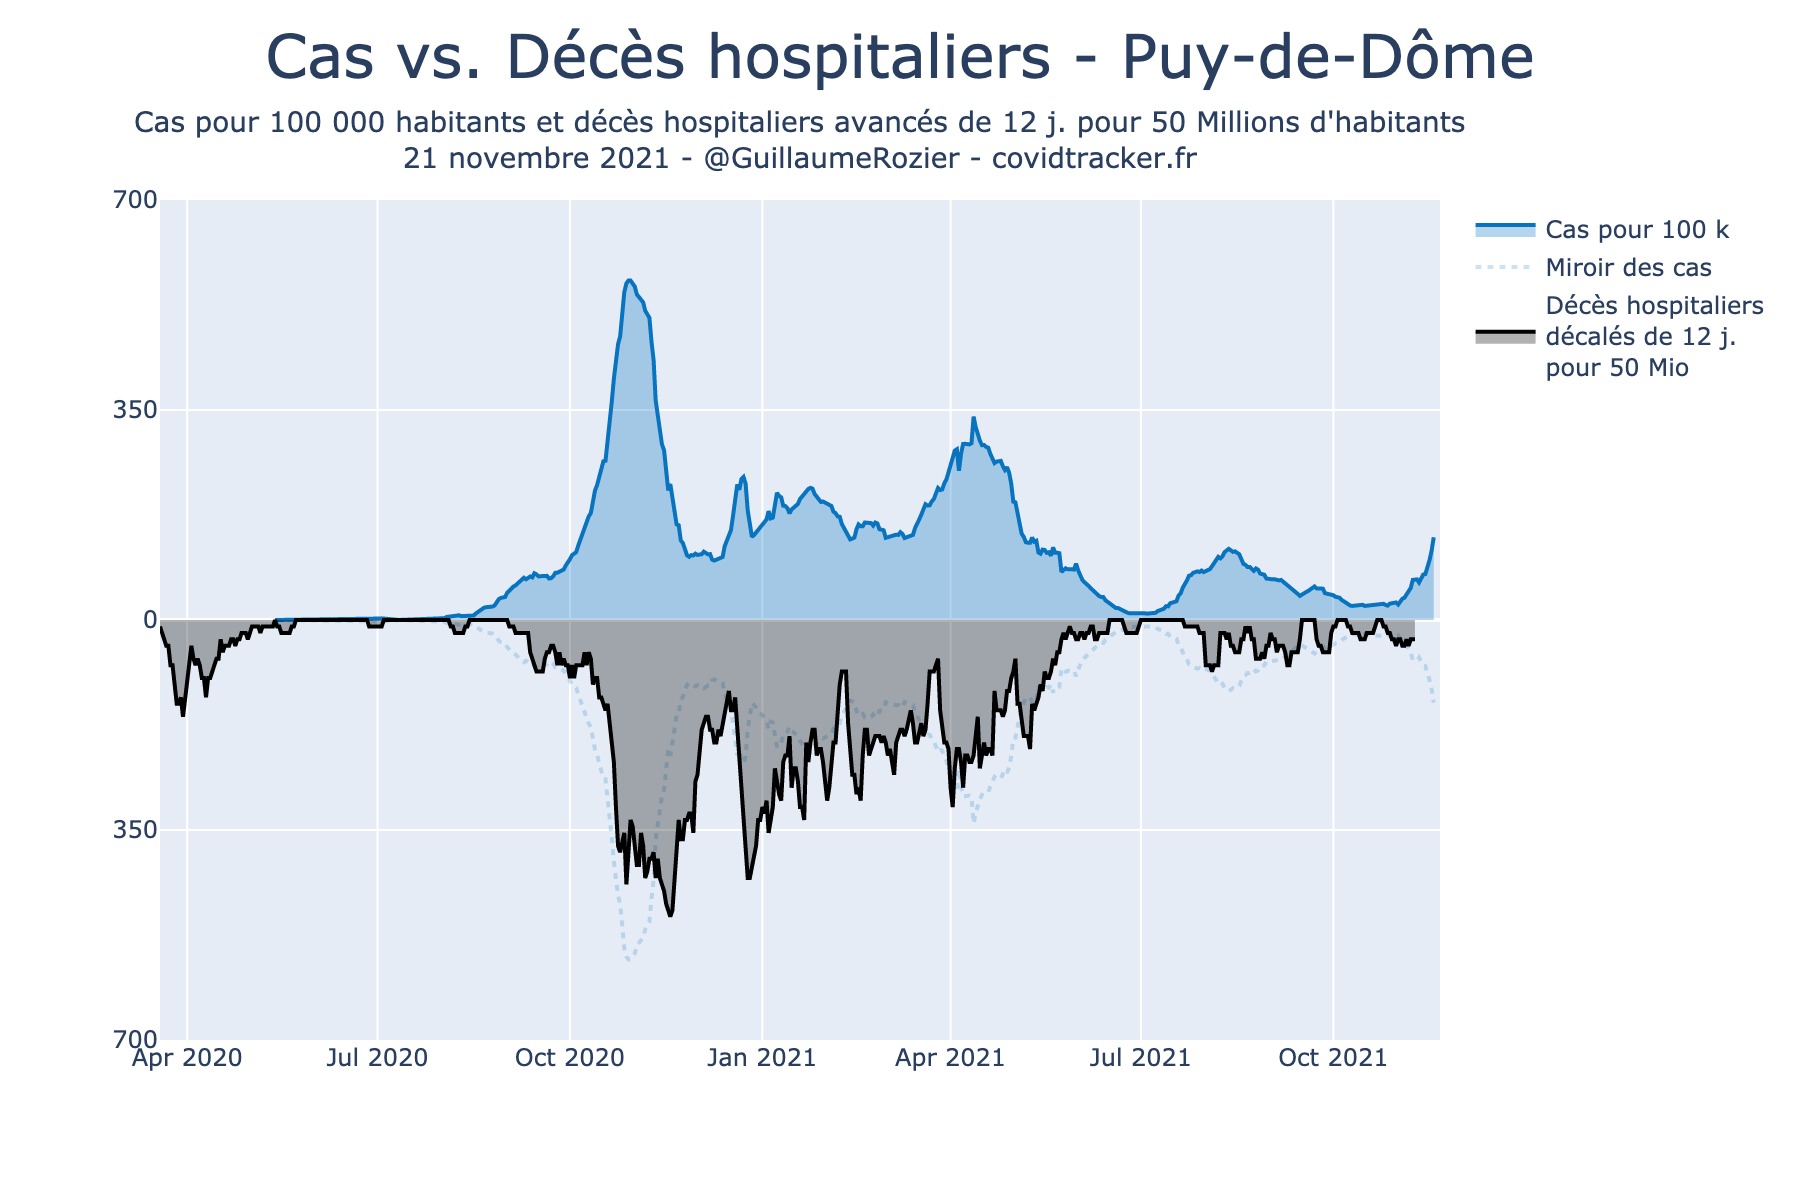 Cas vs. Décès hospitaliers - Puy-de-Dôme
Cas pour 100 000 habitants et décès hospitaliers avancés de 12 j. pour 50 Millions d'habitants
21 novembre 2021 - @GuillaumeRozier - covidtracker.fr
700
350
0
350
700
Apr 2020
Jul 2020
Oct 2020
Jan 2021
Apr 2021
Jul 2021
Oct 2021
Cas pour 100 k
Miroir des cas
Décès hospitaliers
décalés de 12 j.
pour 50 Mio